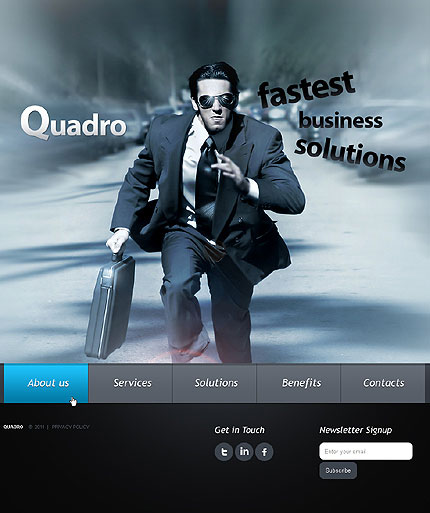 Quadro
fastest
business
solutions
About us
Services
Solutions
Benefits
Contacts
QUADRO © 2011 | PRIVACY POLICY
Get in Touch
Newsletter Signup
Enter your email
Subscribe